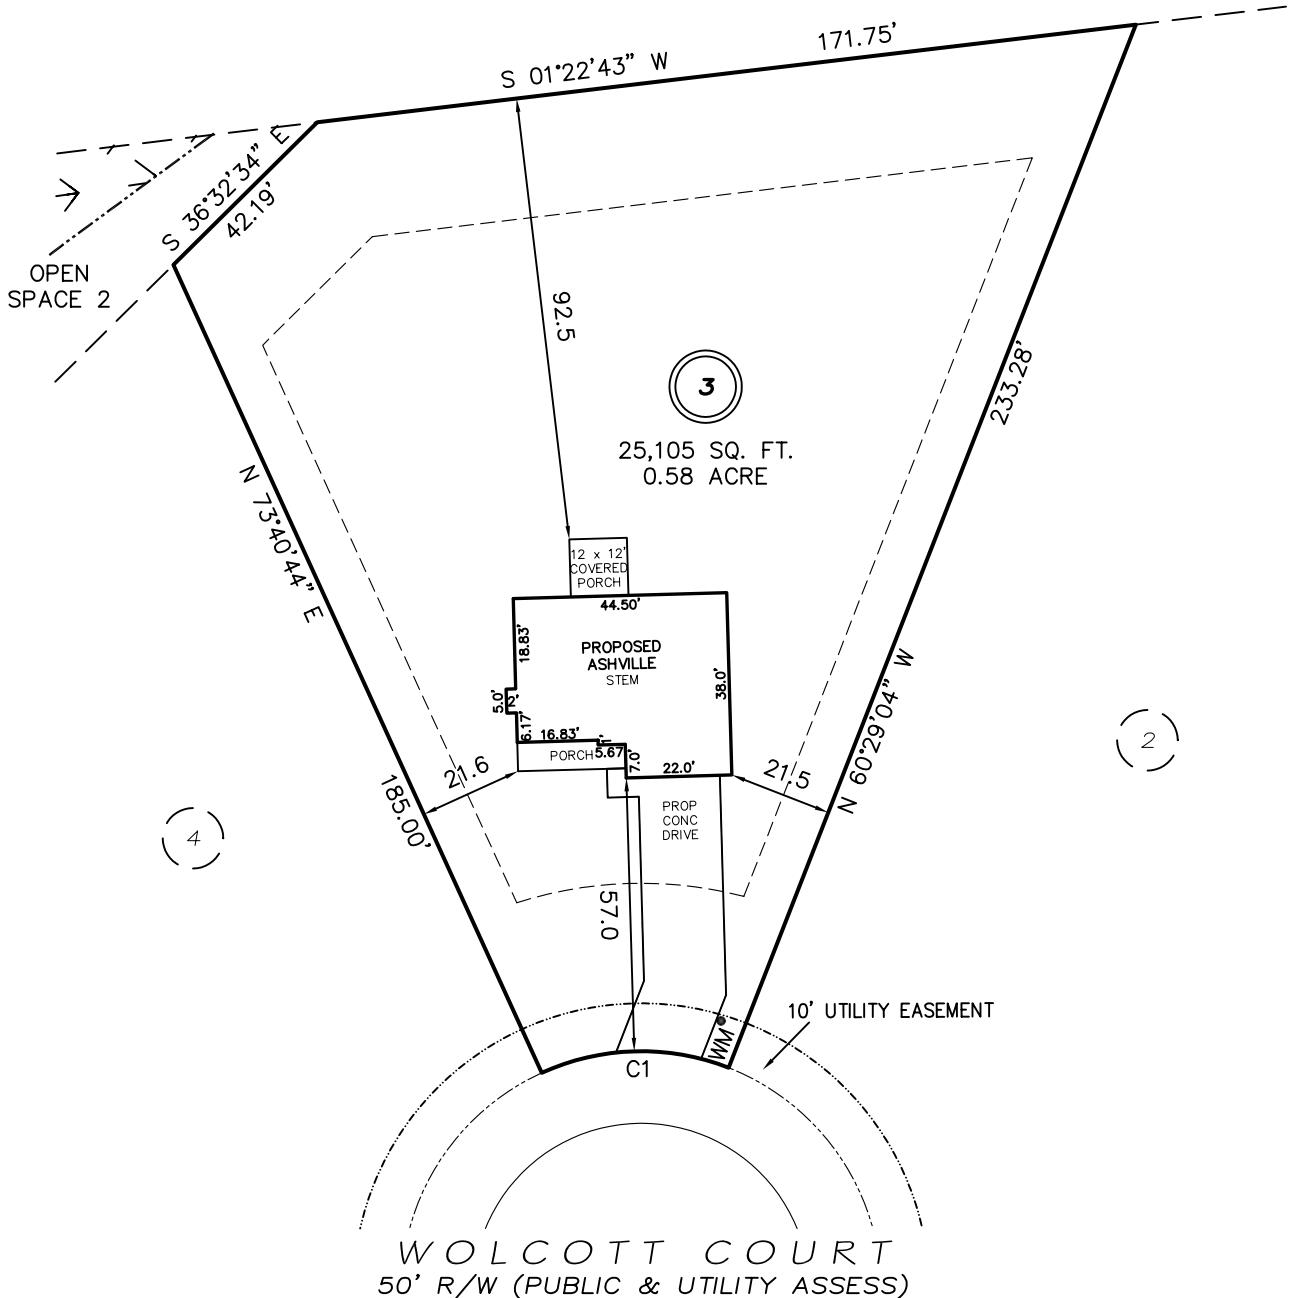 171.75'
S 01°22'43" W
S 36°32'34" E
42.19'
OPEN
SPACE 2
92.5
3
25,105 SQ. FT.
0.58 ACRE
233.28'
N 73°40'44" E
185.00'
12 x 12'
COVERED
PORCH
44.50'
18.83'
PROPOSED
ASHVILLE
STEM
38.0'
5.0'
2'
6.17'
16.83'
1'
5.67
7.0'
PORCH
22.0'
21.6
21.5
N 60°29'04" W
2
4
PROP
CONC
DRIVE
57.0
10' UTILITY EASEMENT
WM
C1
WOLCOTT COURT
50' R/W (PUBLIC & UTILITY ASSESS)